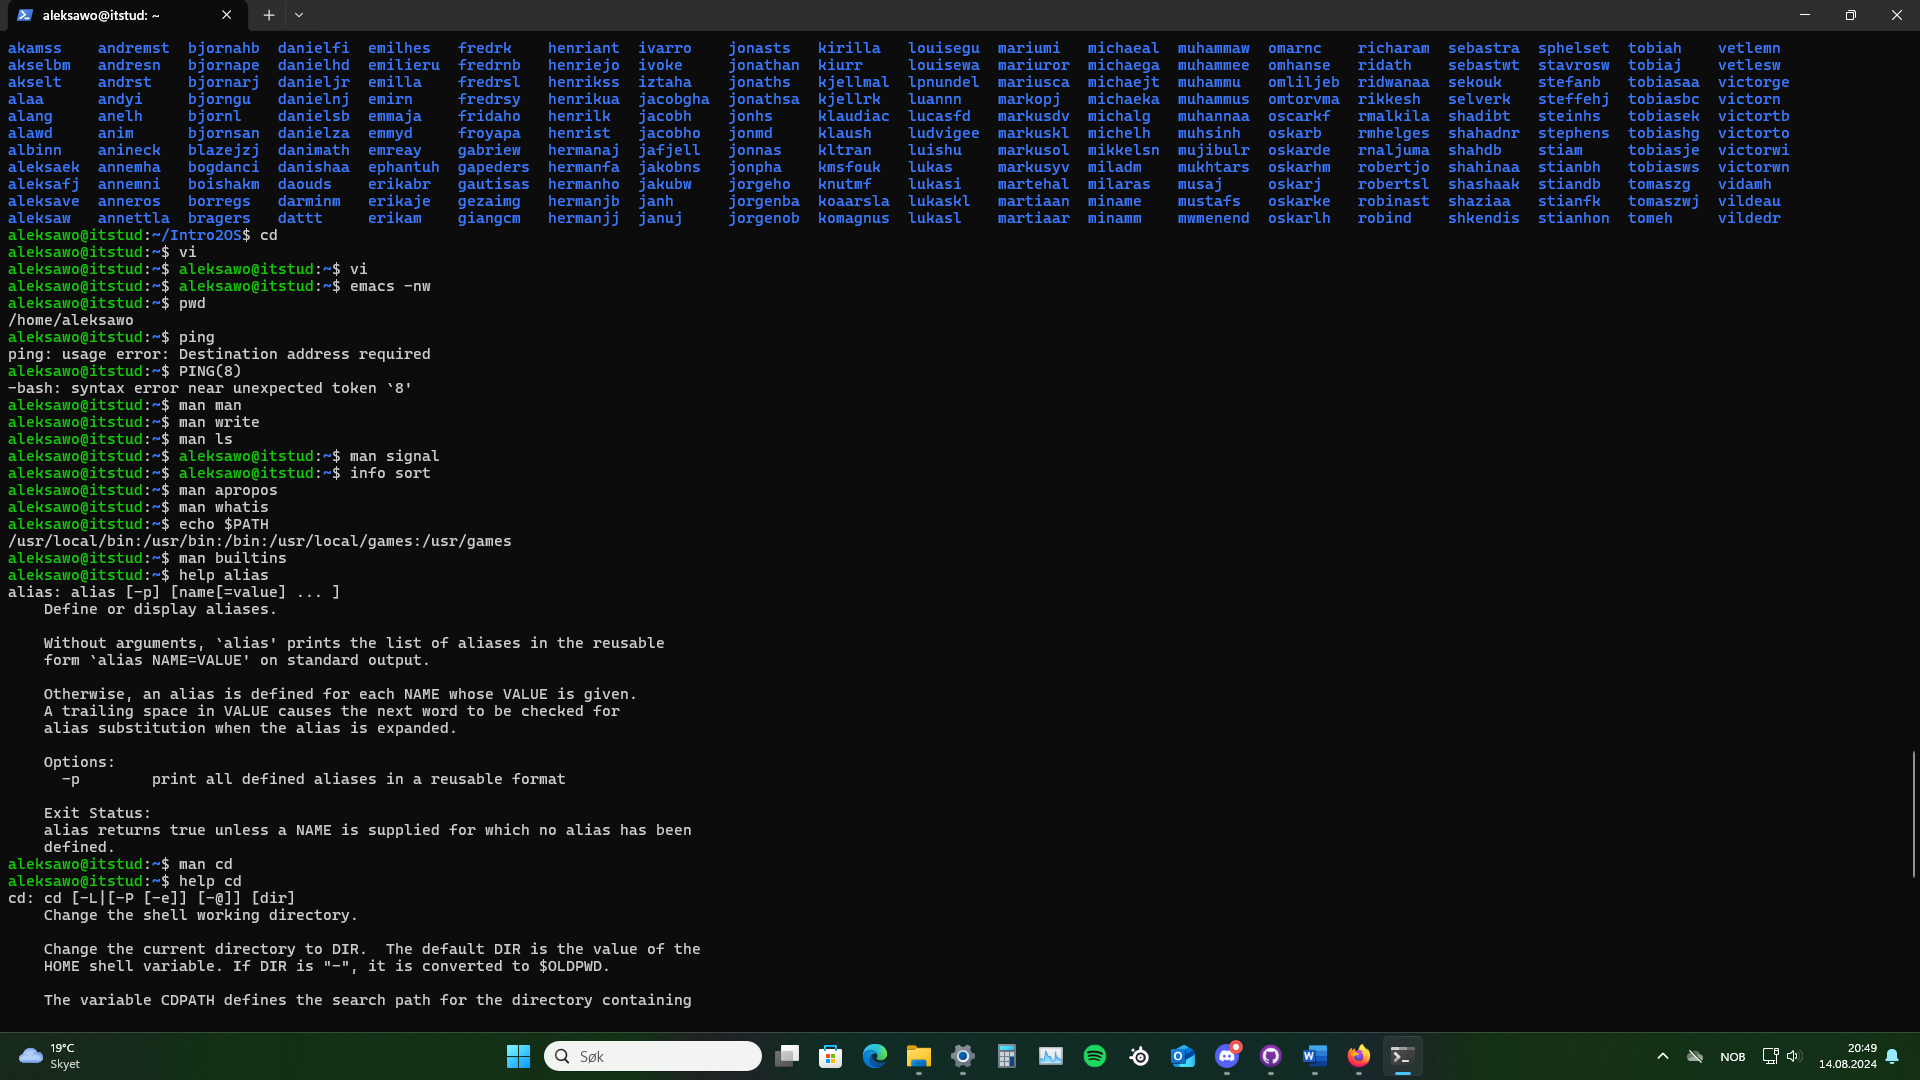 aleksawo@itstud: ~
akamss andremst bjornahb danielfi emilhes fredrk henriant ivarro jonasts kirilla louisegu mariumi michaeal muhammaw omarnc richaram sebastra sphelset tobiah vetlemn
akselbm andresn bjornape danielhd emilieru fredrnb henriejo ivoke jonathan kiurr louisewa mariuror michaega muhammee omhanse ridath sebastwt stavrosw tobiaj vetlesw
akselt andrst bjornarj danieljr emilla fredrsl henrikss iztaha jonaths kjellmal lpnundel mariusca michaejt muhammu omliljeb ridwanaa sekouk stefanb tobiasaa victorge
alaa andyi bjorngu danielnj emirn fredrsy henrikua jacobgha jonathsa kjellrk luannn markopj michaeka muhammus omtorvma rikkesh selverk steffehj tobiasbc victorn
alang anelh bjornl danielsb emmaja fridaho henrilk jacobh jonhs klaudiac lucasfd markusdv michalg muhannaa oscarkf rmalkila shadibt steinhs tobiasek victortb
alawd anim bjornsan danielza emmyd froyapa henrist jacobho jonmd klaush ludvigee markuskl michelh muhsinh oskarb rmhelges shahadnr stephens tobiashg victorto
albinn anineck blazejzj danimath emreay gabriew hermanaj jafjell jonnas kltran luishu markusol mikkelsn mujibulr oskarde rnaljuma shahdb stiam tobiasje victorwi
aleksaek annemha bogdanci danishaa ephantuh gapeders hermanfa jakobns jonpha kmsfouk lukas markusyv miladm mukhtars oskarhm robertjo shahinaa stianbh tobiasws victorwn
aleksafj annemni boishakm daouds erikabr gautisas hermanho jakubw jorgeho knutmf lukasi martehal milaras musaj oskarj robertsl shashaak stiandb tomaszg vidamh
aleksave anneros borregs darminm erikaje gezaimg hermanjb janh jorgenba koaarsla lukaskl martiaan miname mustafs oskarke robinast shaziaa stianfk tomaszwj vildeau
aleksaw annettla bragers dattt erikam giangcm hermanjj januj jorgenob komagnus lukasl martiaar minamm mwmenend oskarlh robind shkendis stianhon tomeh vildedr
aleksawo@itstud:~/Intro2OS$ cd
aleksawo@itstud:~$ vi
aleksawo@itstud:~$ aleksawo@itstud:~$ vi
aleksawo@itstud:~$ aleksawo@itstud:~$ emacs -nw
aleksawo@itstud:~$ pwd
/home/aleksawo
aleksawo@itstud:~$ ping
ping: usage error: Destination address required
aleksawo@itstud:~$ PING(8)
-bash: syntax error near unexpected token `8'
aleksawo@itstud:~$ man man
aleksawo@itstud:~$ man write
aleksawo@itstud:~$ man ls
aleksawo@itstud:~$ aleksawo@itstud:~$ man signal
aleksawo@itstud:~$ aleksawo@itstud:~$ info sort
aleksawo@itstud:~$ man apropos
aleksawo@itstud:~$ man whatis
aleksawo@itstud:~$ echo $PATH
/usr/local/bin:/usr/bin:/bin:/usr/local/games:/usr/games
aleksawo@itstud:~$ man builtins
aleksawo@itstud:~$ help alias
alias: alias [-p] [name[=value] ... ]
Define or display aliases.
Without arguments, `alias' prints the list of aliases in the reusable
form `alias NAME=VALUE' on standard output.
Otherwise, an alias is defined for each NAME whose VALUE is given.
A trailing space in VALUE causes the next word to be checked for
alias substitution when the alias is expanded.
Options:
-p print all defined aliases in a reusable format
Exit Status:
alias returns true unless a NAME is supplied for which no alias has been
defined.
aleksawo@itstud:~$ man cd
aleksawo@itstud:~$ help cd
cd: cd [-L|[-P [-e]] [-@]] [dir]
Change the shell working directory.
Change the current directory to DIR.  The default DIR is the value of the
HOME shell variable. If DIR is "-", it is converted to $OLDPWD.
The variable CDPATH defines the search path for the directory containing
19°C
Skyet
Søk
NOB
20:49
14.08.2024